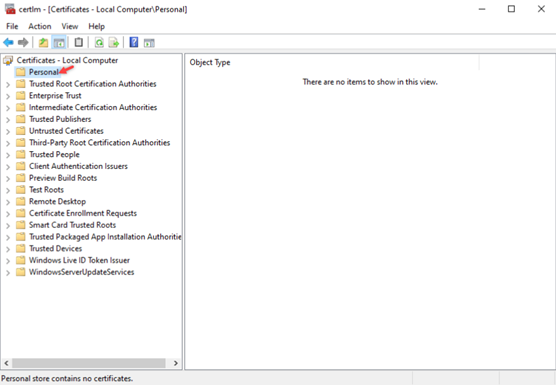 certlm - [Certificates - Local Computer\Personal]
File Action View Help
Certificates - Local Computer
Personal
Trusted Root Certification Authorities
Enterprise Trust
Intermediate Certification Authorities
Trusted Publishers
Untrusted Certificates
Third-Party Root Certification Authorities
Trusted People
Client Authentication Issuers
Preview Build Roots
Test Roots
Remote Desktop
Certificate Enrollment Requests
Smart Card Trusted Roots
Trusted Packaged App Installation Authoritie
Trusted Devices
Windows Live ID Token Issuer
WindowsServerUpdateServices
Object Type
There are no items to show in this view.
Personal store contains no certificates.